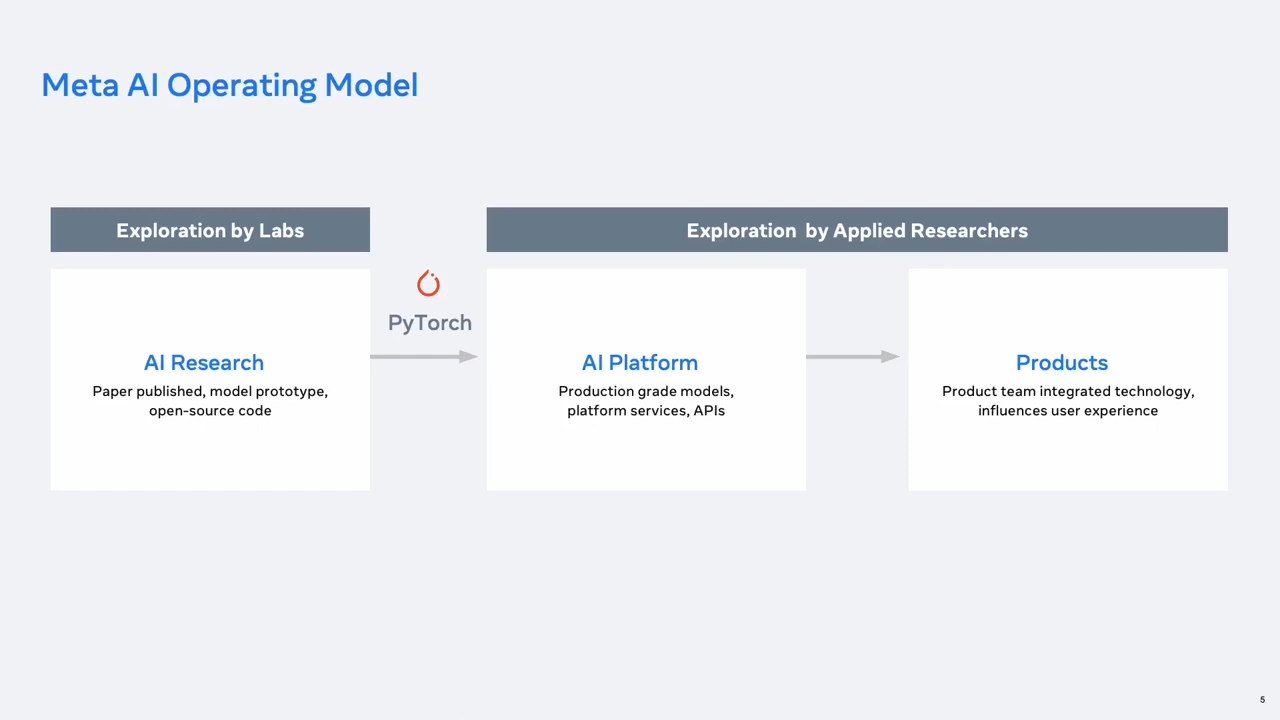 Meta AI Operating Model
Exploration by Labs
Exploration by Applied Researchers
PyTorch
AI Research
Paper published, model prototype,
open-source code
AI Platform
Production grade models,
platform services, APIs
Products
Product team integrated technology,
influences user experience
5